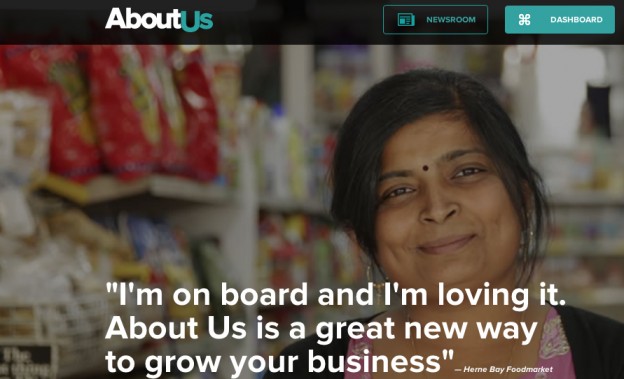 AboutUs
NEWSROOM
DASHBOARD
"I'm on board and I'm loving it.
About Us is a great new way
to grow your business" — Herne Bay Foodmarket
The